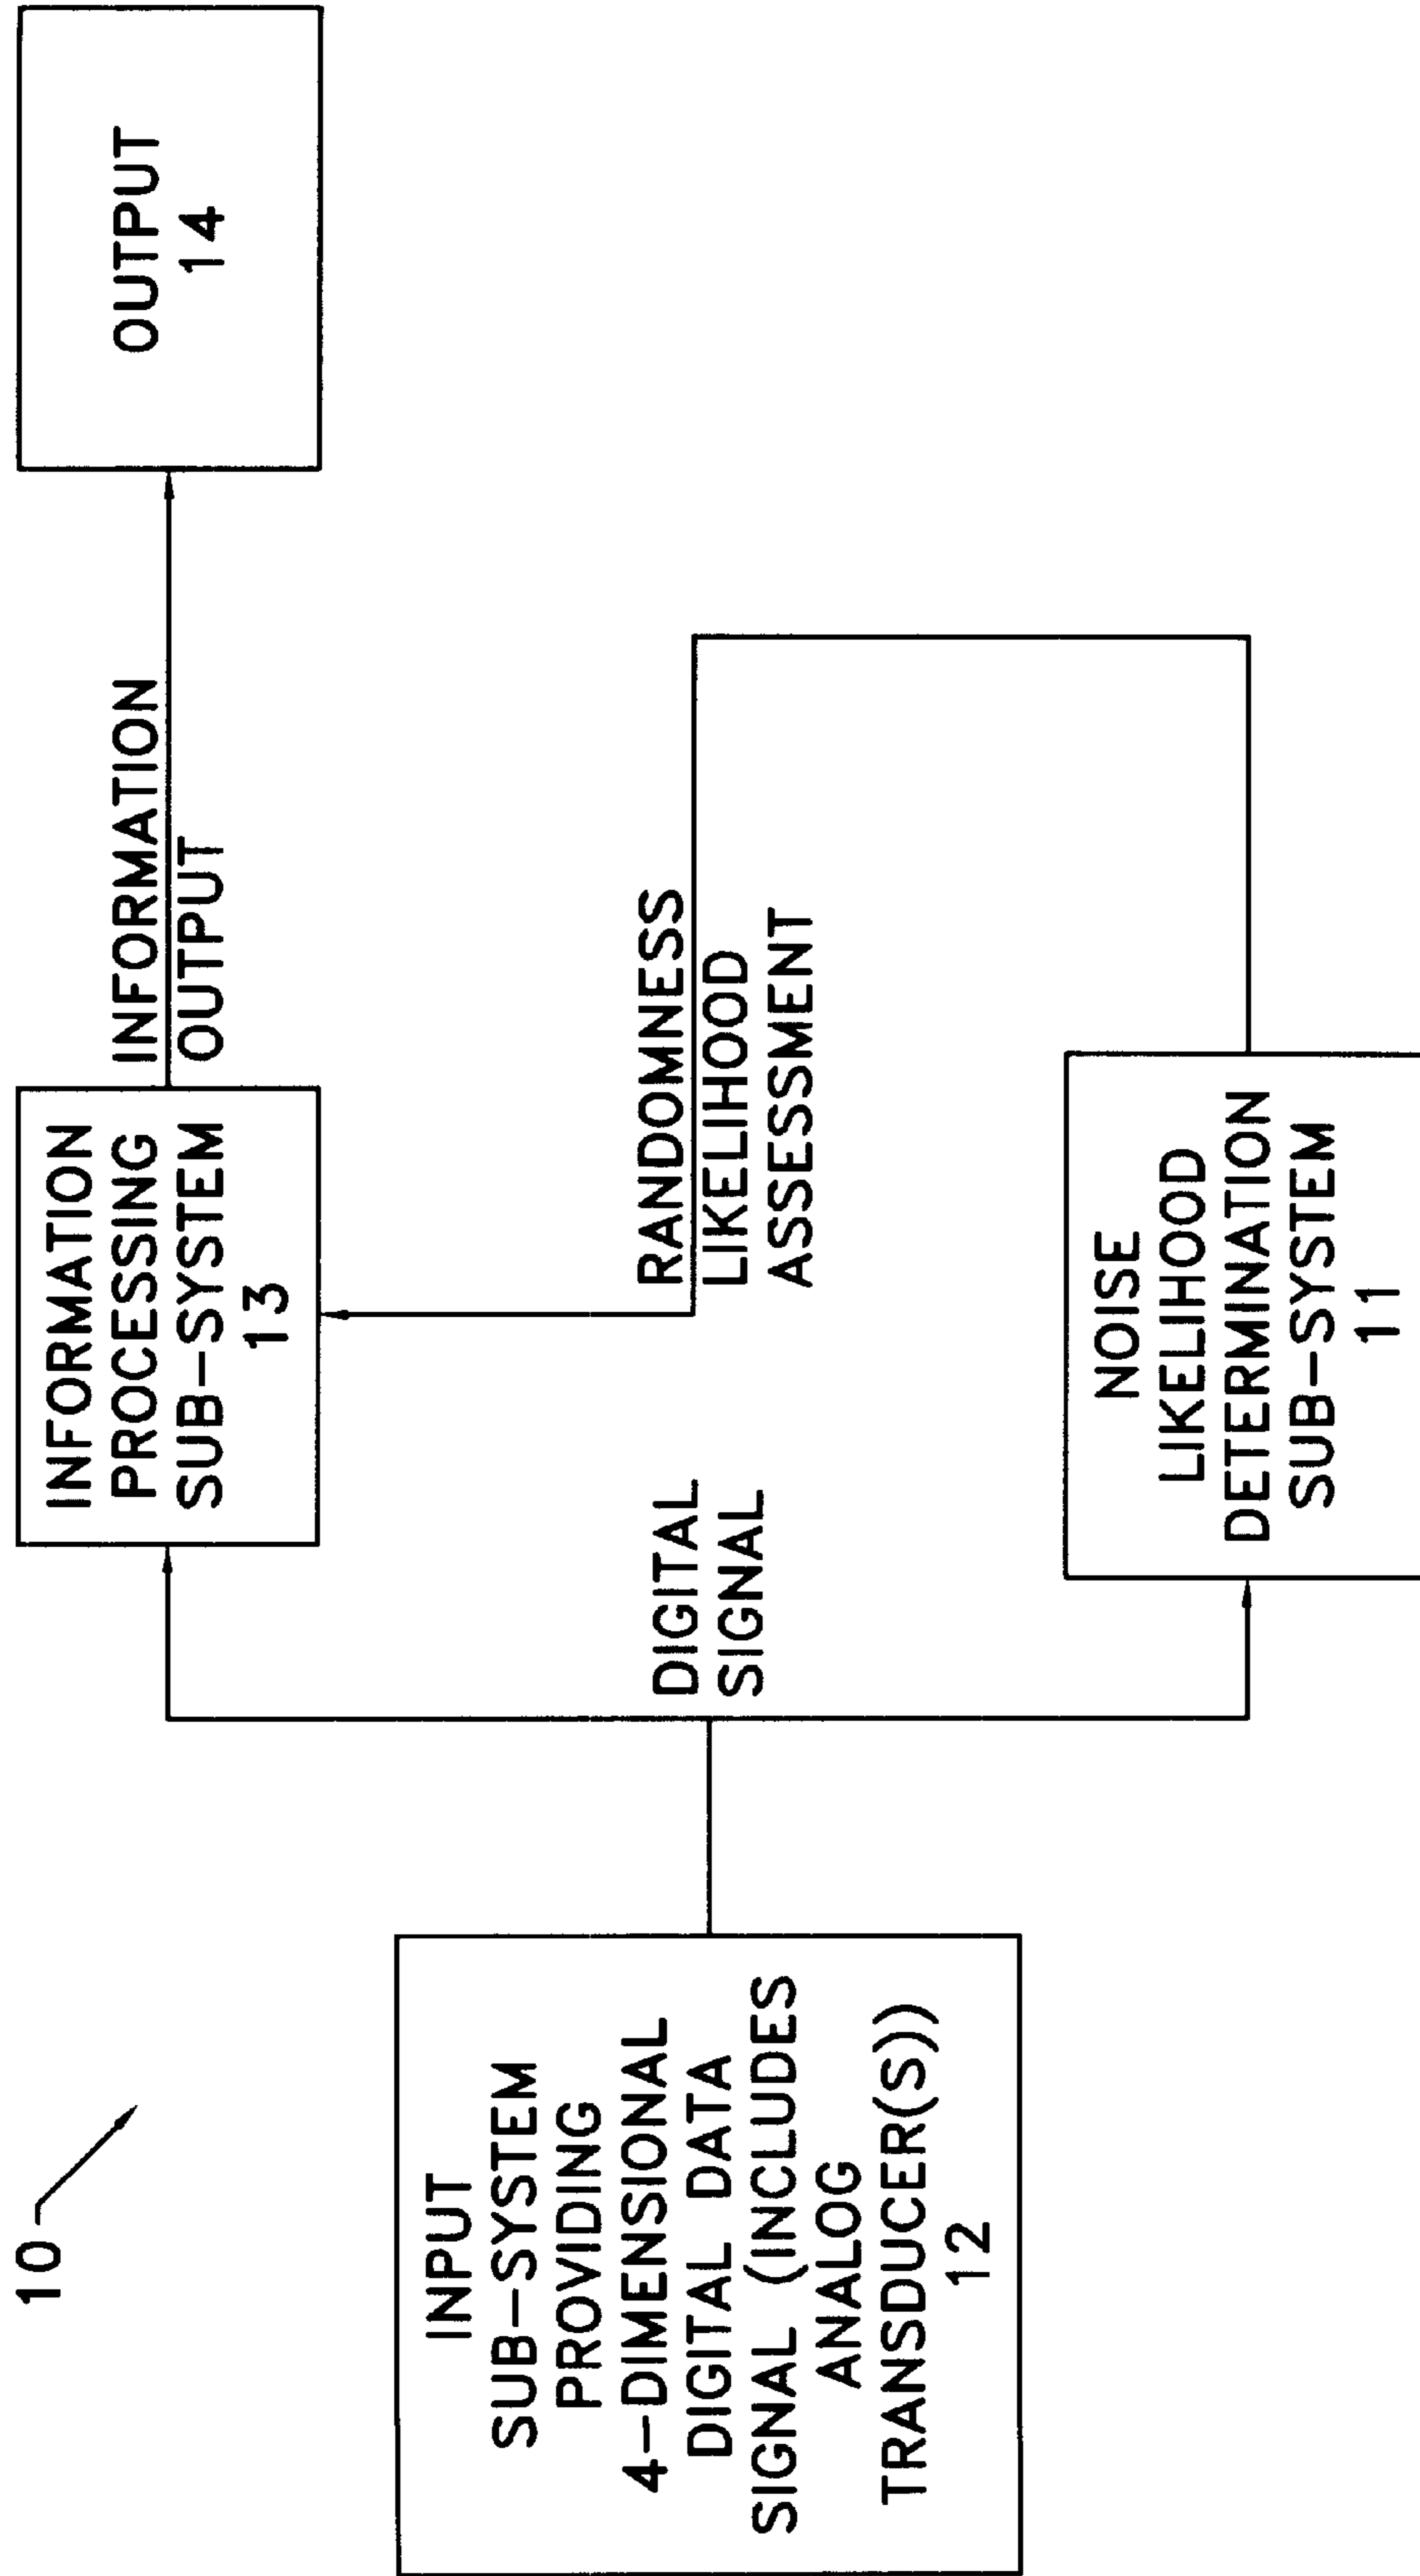 10
INPUT
SUB-SYSTEM
PROVIDING
4-DIMENSIONAL
DIGITAL DATA
SIGNAL (INCLUDES
ANALOG
TRANSDUCER(S))
12
DIGITAL
SIGNAL
INFORMATION
PROCESSING
SUB-SYSTEM
13
NOISE
LIKELIHOOD
DETERMINATION
SUB-SYSTEM
11
RANDOMNESS
LIKELIHOOD
ASSESSMENT
INFORMATION
OUTPUT
OUTPUT
14